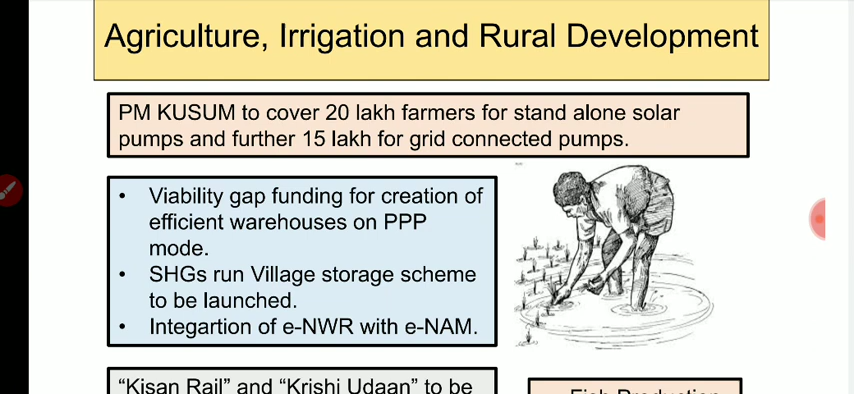 Agriculture, Irrigation and Rural Development
PM KUSUM to cover 20 lakh farmers for stand alone solar
pumps and further 15 lakh for grid connected pumps.
• Viability gap funding for creation of
efficient warehouses on PPP
mode.
• SHGs run Village storage scheme
to be launched.
• Integartion of e-NWR with e-NAM.
“Kisan Rail” and “Krishi Udaan” to be
Fish Production